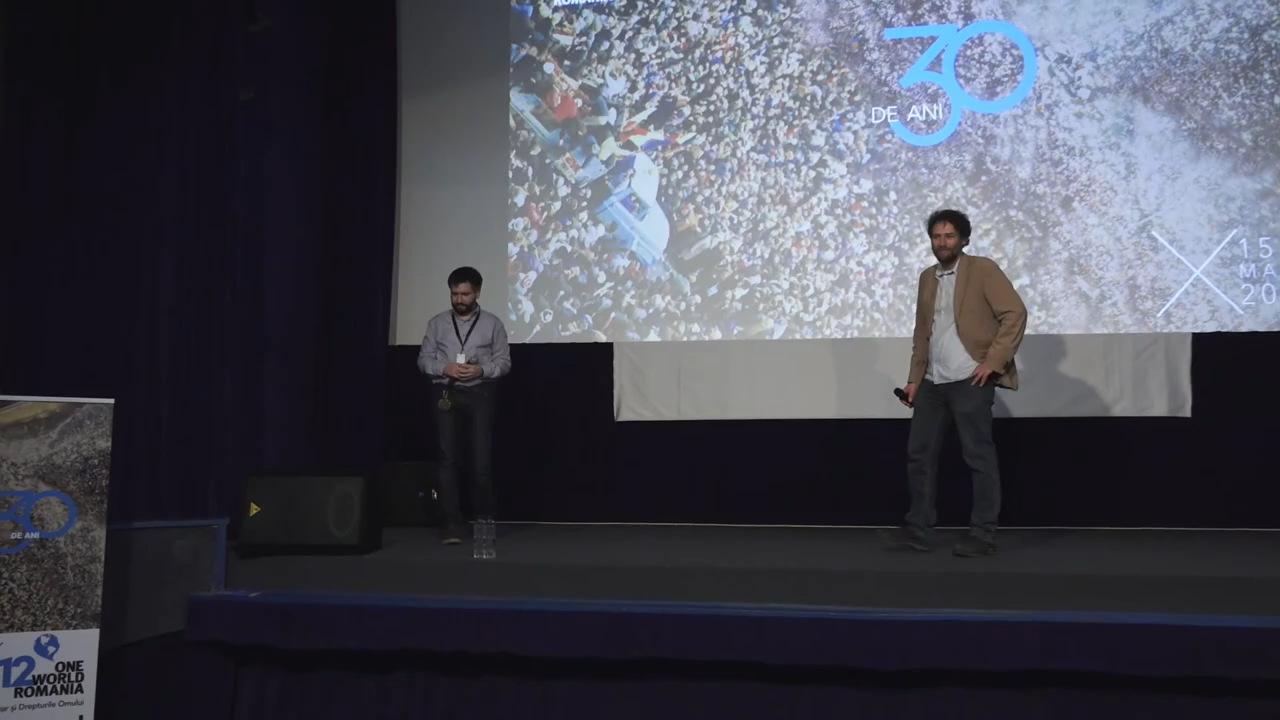 30
DE ANI
15
MA
20
30
DE ANI
12 ONE
WORLD
ROMANIA
și Drepturile Omului